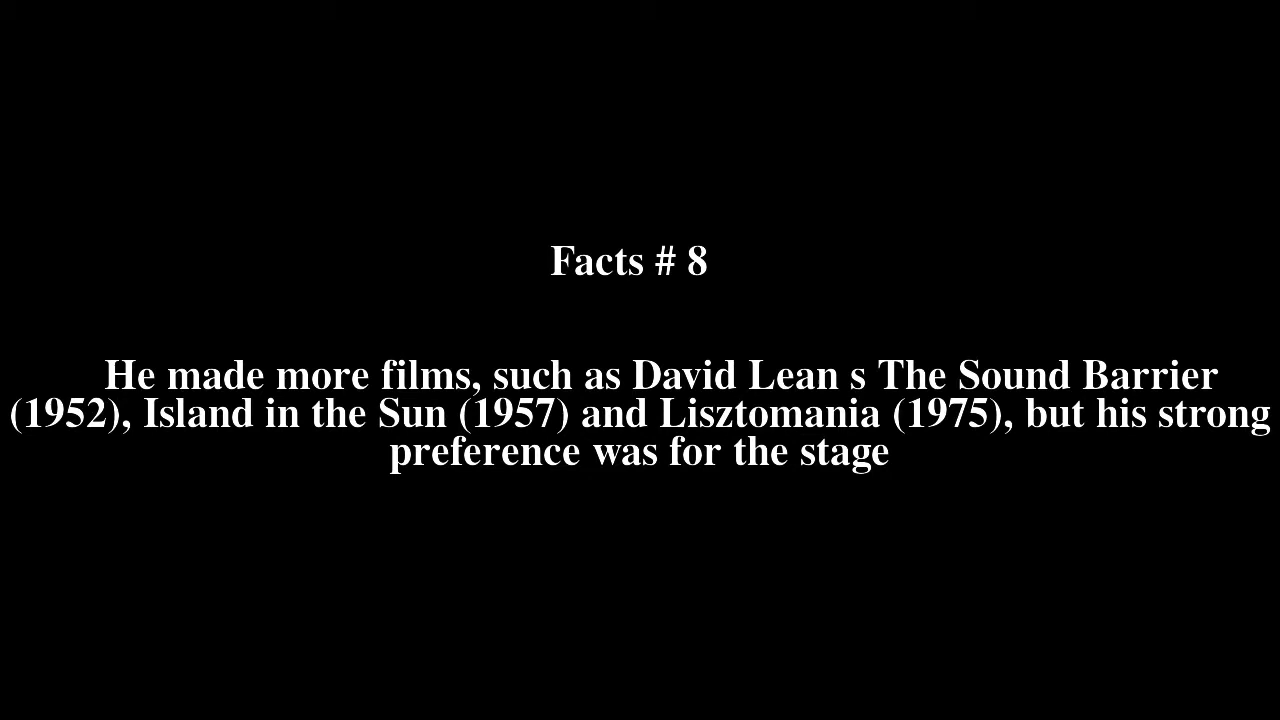 Facts # 8
He made more films, such as David Lean s The Sound Barrier
(1952), Island in the Sun (1957) and Lisztomania (1975), but his strong
preference was for the stage